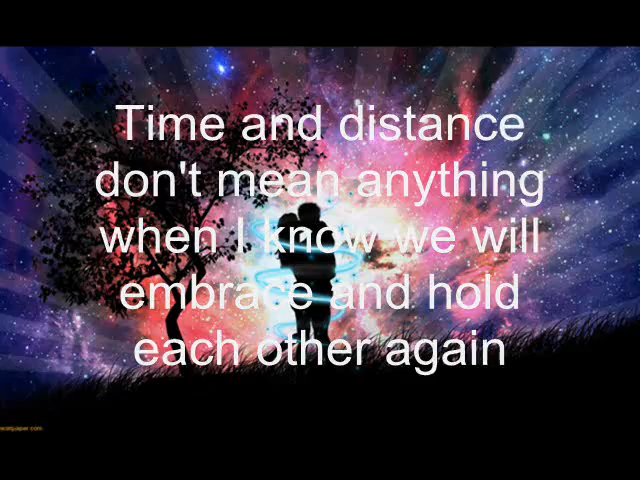 Time and distance
don't mean anything
when I know we will
embrace and hold
each other again